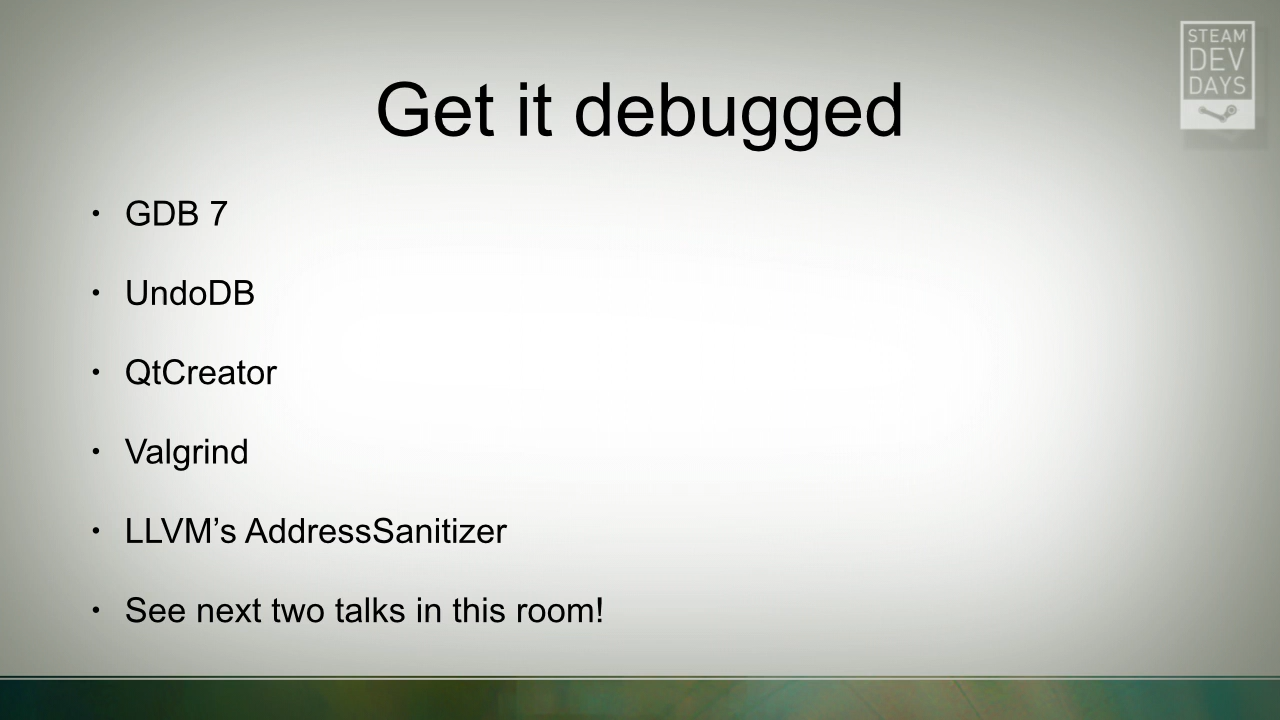 STEAM
DEV
DAYS
Get it debugged
• GDB 7
• UndoDB
• QtCreator
• Valgrind
• LLVM’s AddressSanitizer
• See next two talks in this room!